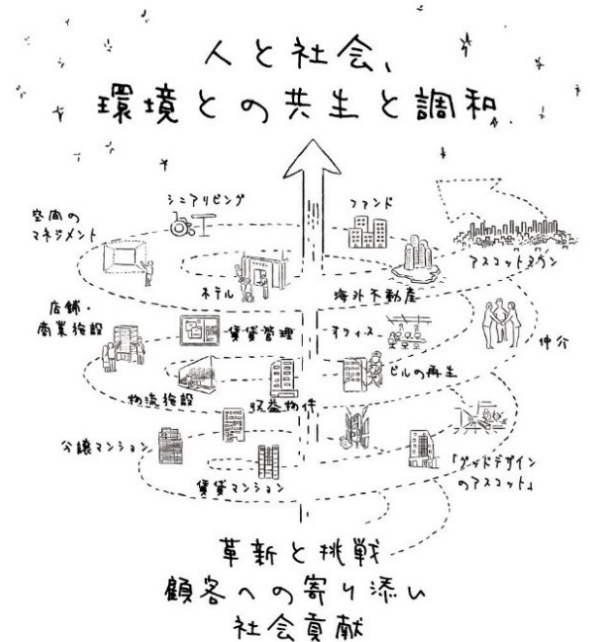 人と社会、
環境との共生と調和
シニアリビング
ファンド
空間の
マネジメント
アスコットタウン
ホテル
海外不動産
店舗・
商業施設
賃貸管理
オフィス
仲介
ビルの再生
物流施設
収益物件
分譲マンション
「グッドデザイン
のアスコット」
賃貸マンション
革新と挑戦
顧客への寄り添い
社会貢献